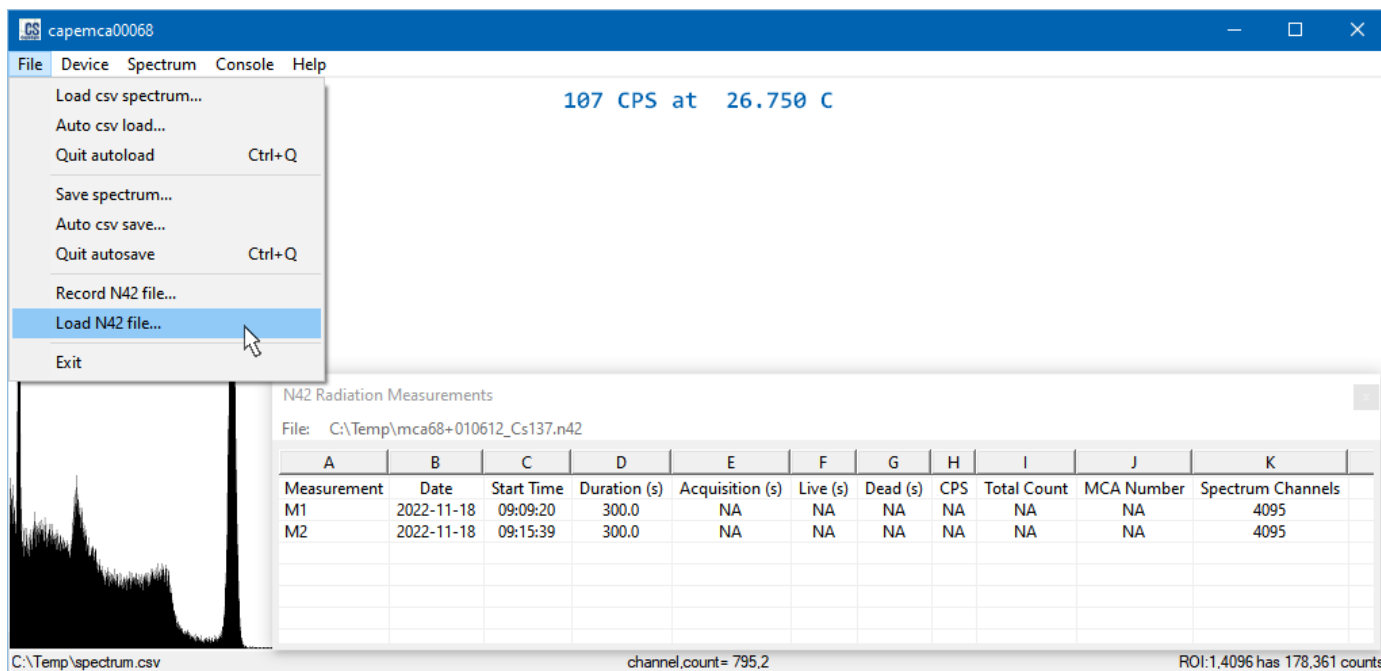 CS capemca00068
File Device Spectrum Console Help
Load csv spectrum...
Auto csv load...
Quit autoload Ctrl+Q
Save spectrum...
Auto csv save...
Quit autosave Ctrl+Q
Record N42 file...
Load N42 file...
Exit
107 CPS at 26.750 C
N42 Radiation Measurements
File: C:\Temp\mca68+010612_Cs137.n42
A B C D E F G H I J K
Measurement Date Start Time Duration (s) Acquisition (s) Live (s) Dead (s) CPS Total Count MCA Number Spectrum Channels
M1 2022-11-18 09:09:20 300.0 NA NA NA NA NA NA 4095
M2 2022-11-18 09:15:39 300.0 NA NA NA NA NA NA 4095
C:\Temp\spectrum.csv channel,count= 795,2 ROI:1,4096 has 178,361 counts